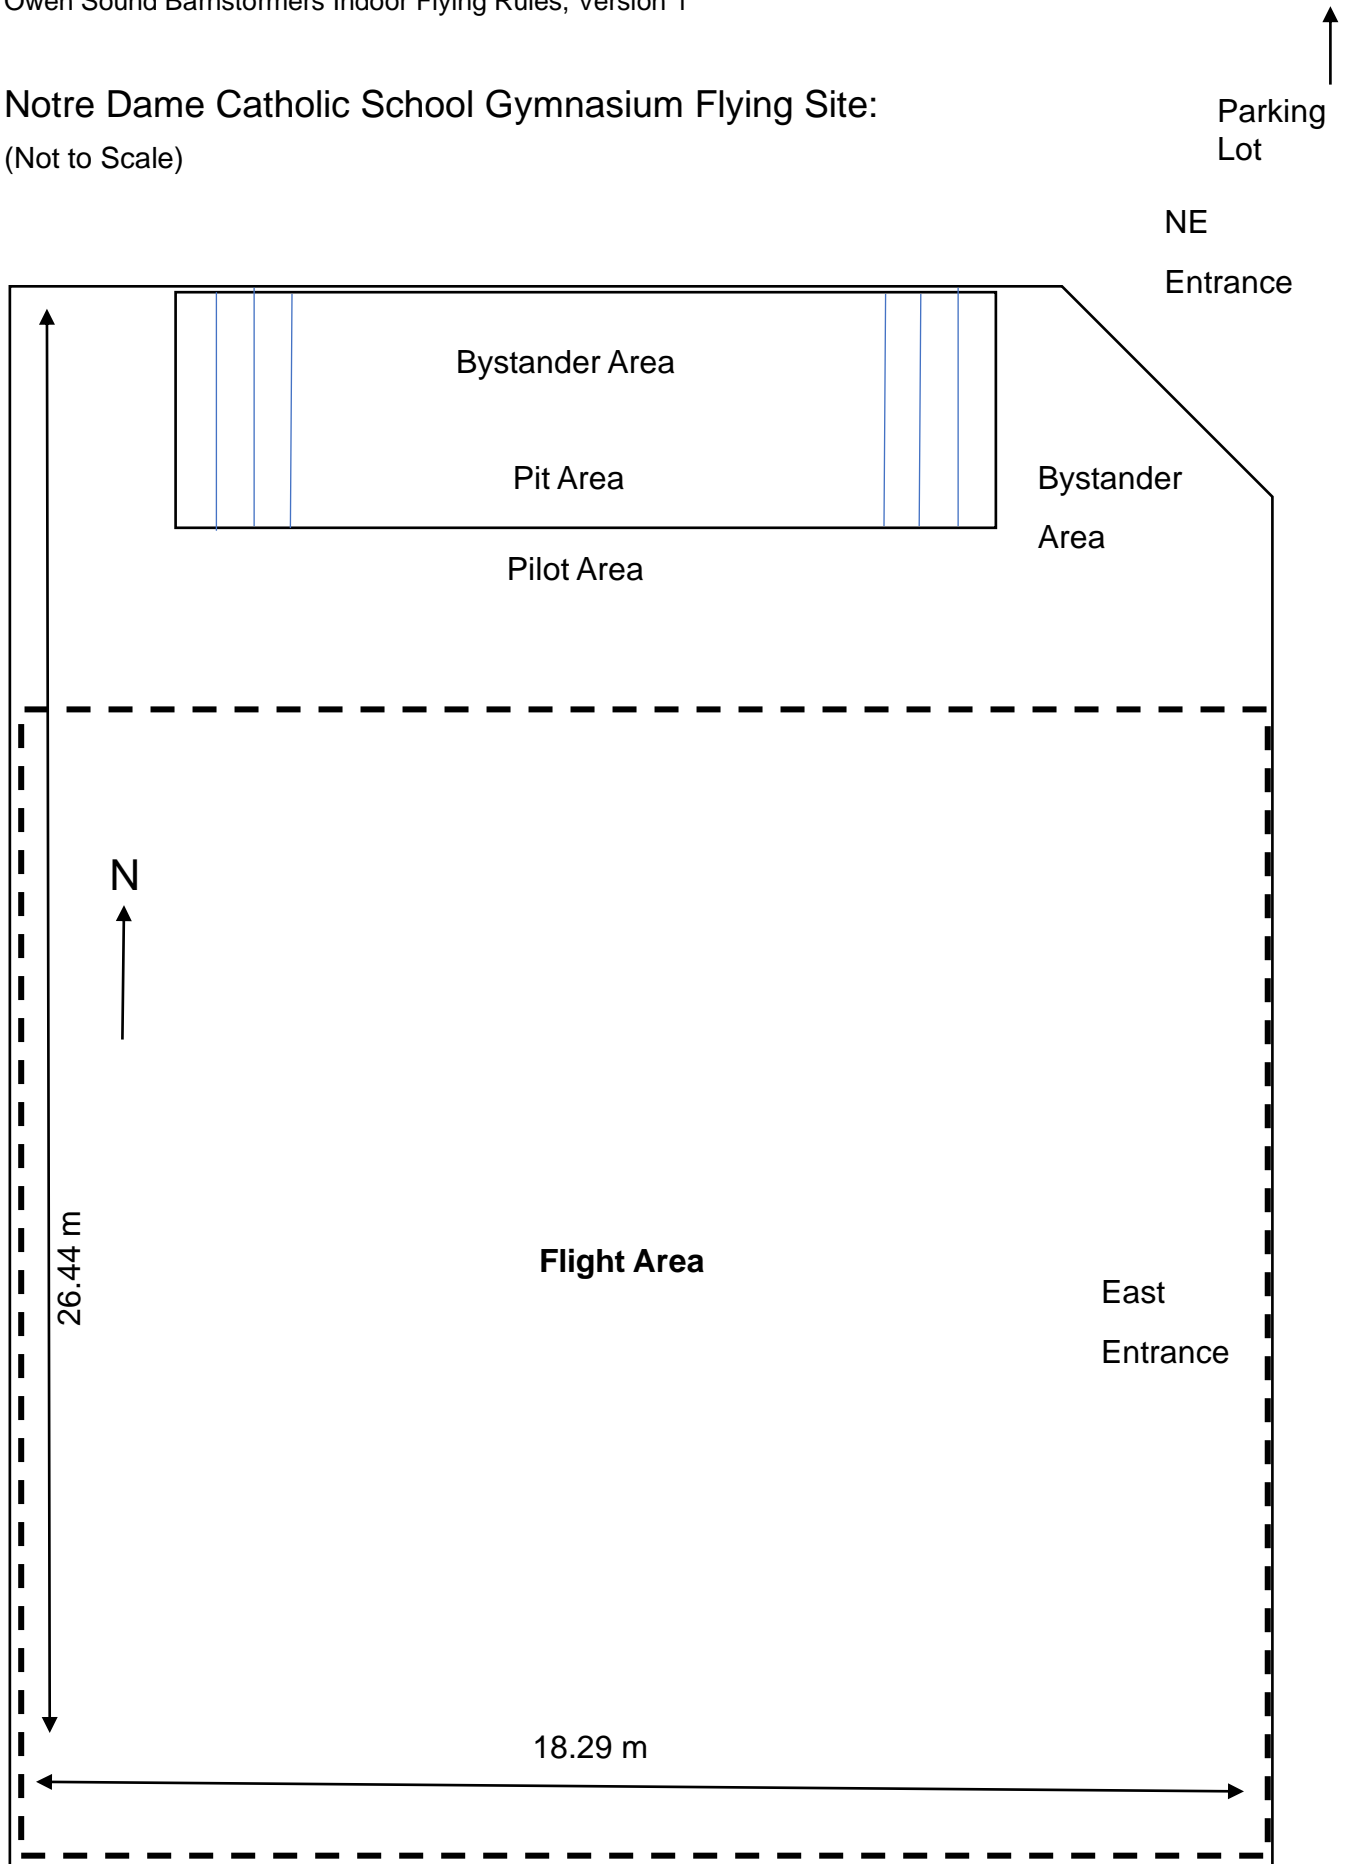 Owen Sound Barnstormers Indoor Flying Rules, Version 1
Notre Dame Catholic School Gymnasium Flying Site:
(Not to Scale)
Parking
Lot
NE
Entrance
Bystander Area
Pit Area
Bystander
Area
Pilot Area
N
26.44 m
Flight Area
East
Entrance
18.29 m